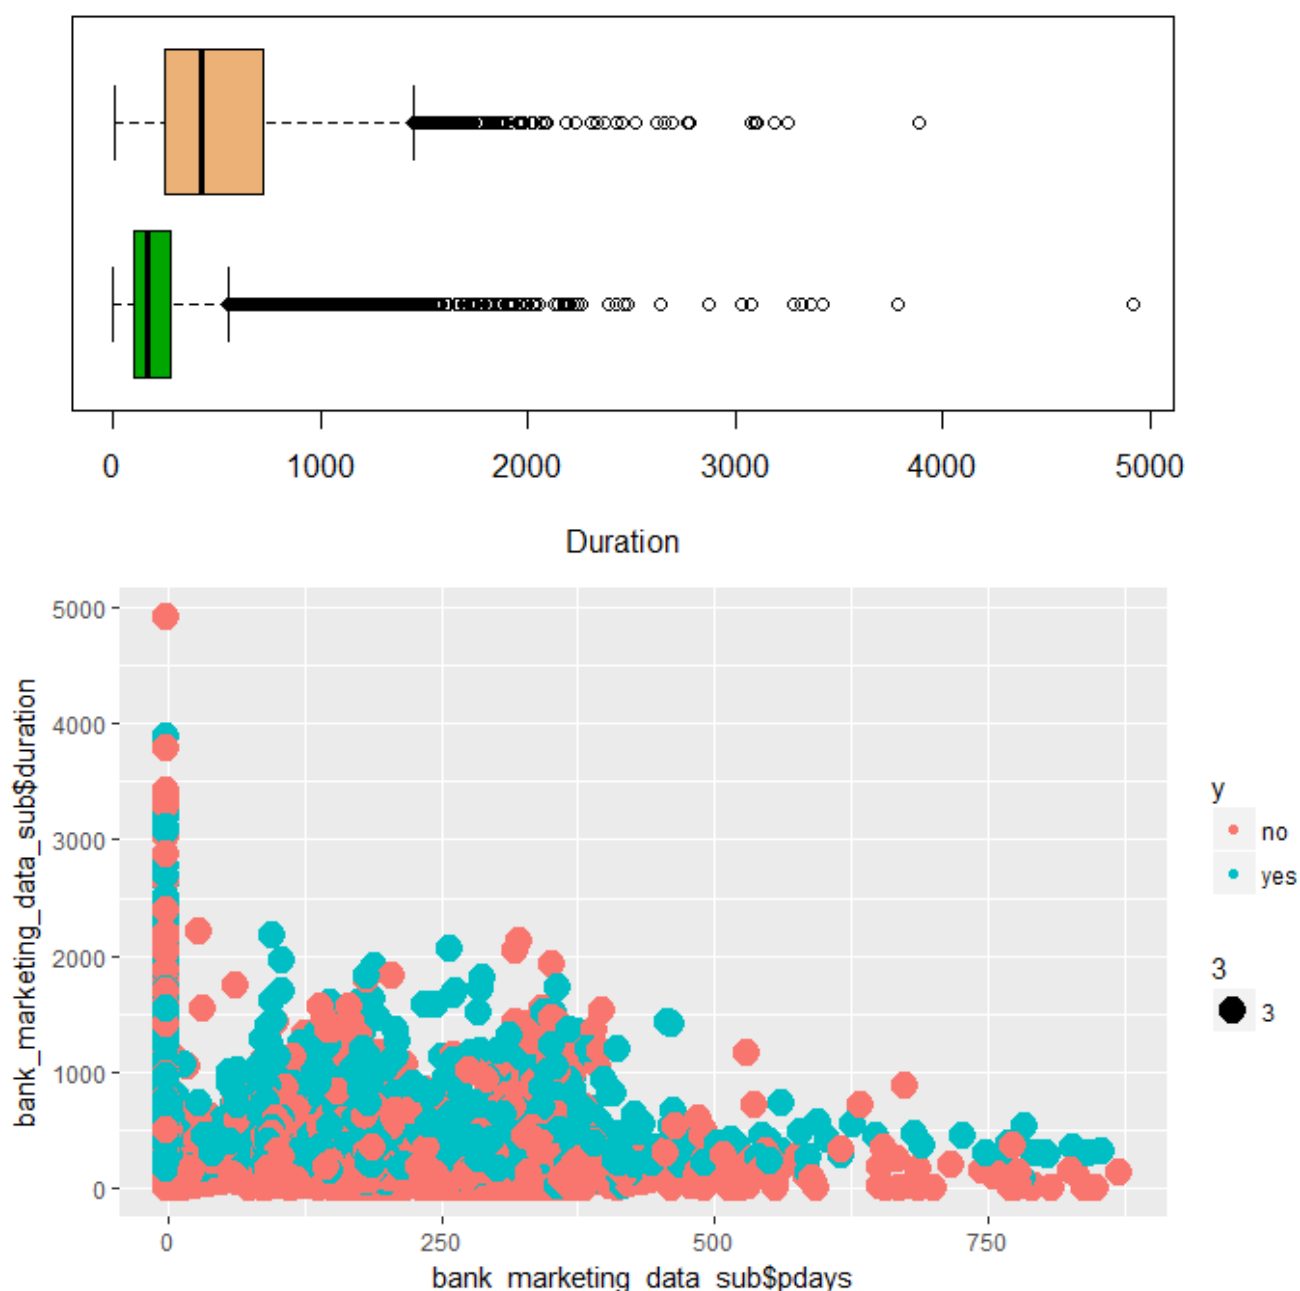 0 1000 2000 3000 4000 5000
Duration
bank_marketing_data_sub$duration
5000
4000
3000
2000
1000
0
0 250 500 750
bank_marketing_data_sub$pdays
y
no
yes
3
3